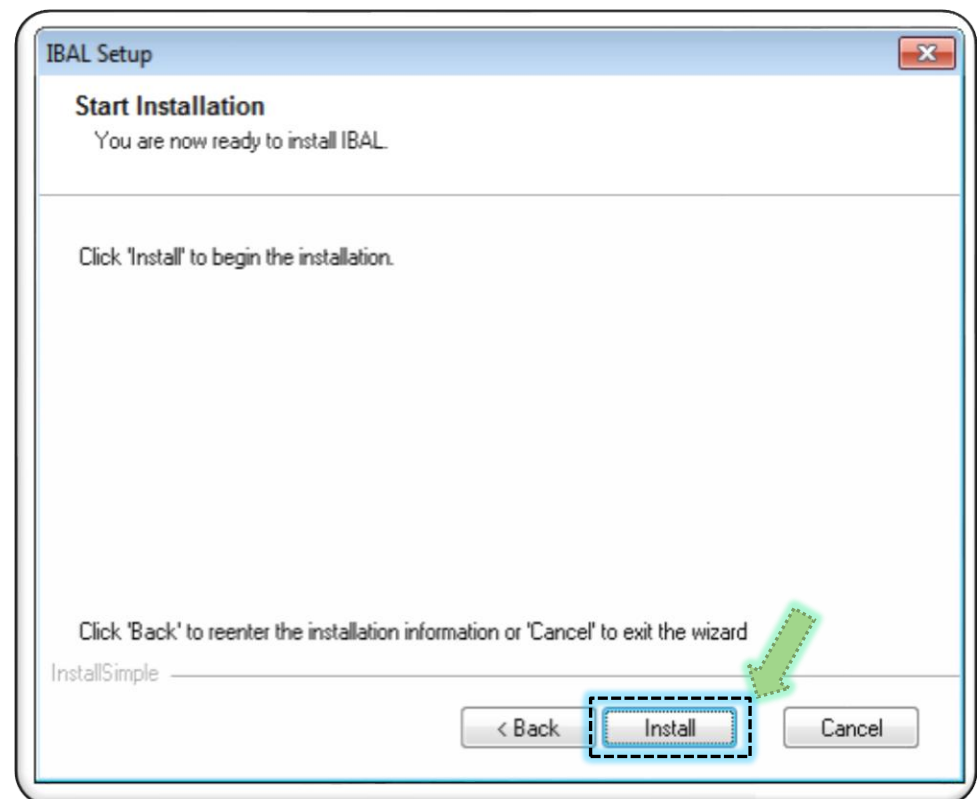 IBAL Setup
Start Installation
You are now ready to install IBAL.
Click 'Install' to begin the installation.
Click 'Back' to reenter the installation information or 'Cancel' to exit the wizard
InstallSimple
< Back Install Cancel